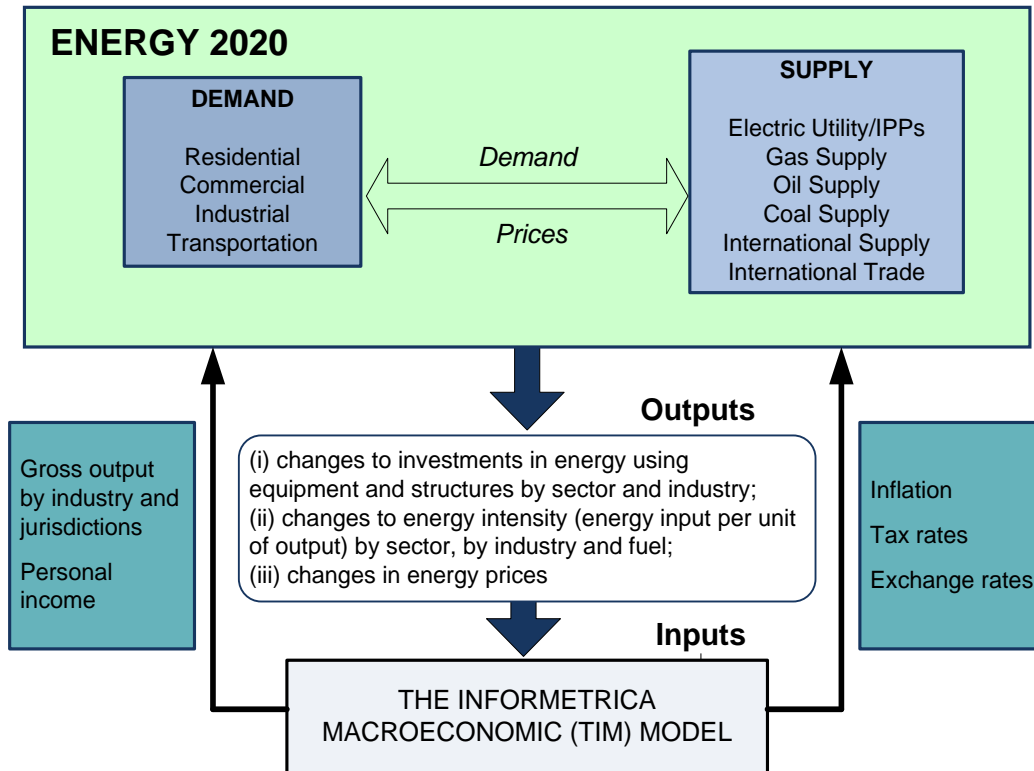 ENERGY 2020
DEMAND
Residential
Commercial
Industrial
Transportation
Demand
Prices
SUPPLY
Electric Utility/IPPs
Gas Supply
Oil Supply
Coal Supply
International Supply
International Trade
Outputs
Gross output
by industry and
jurisdictions
Personal
income
(i) changes to investments in energy using
equipment and structures by sector and industry;
(ii) changes to energy intensity (energy input per unit
of output) by sector, by industry and fuel;
(iii) changes in energy prices
Inflation
Tax rates
Exchange rates
Inputs
THE INFORMETRICA
MACROECONOMIC (TIM) MODEL